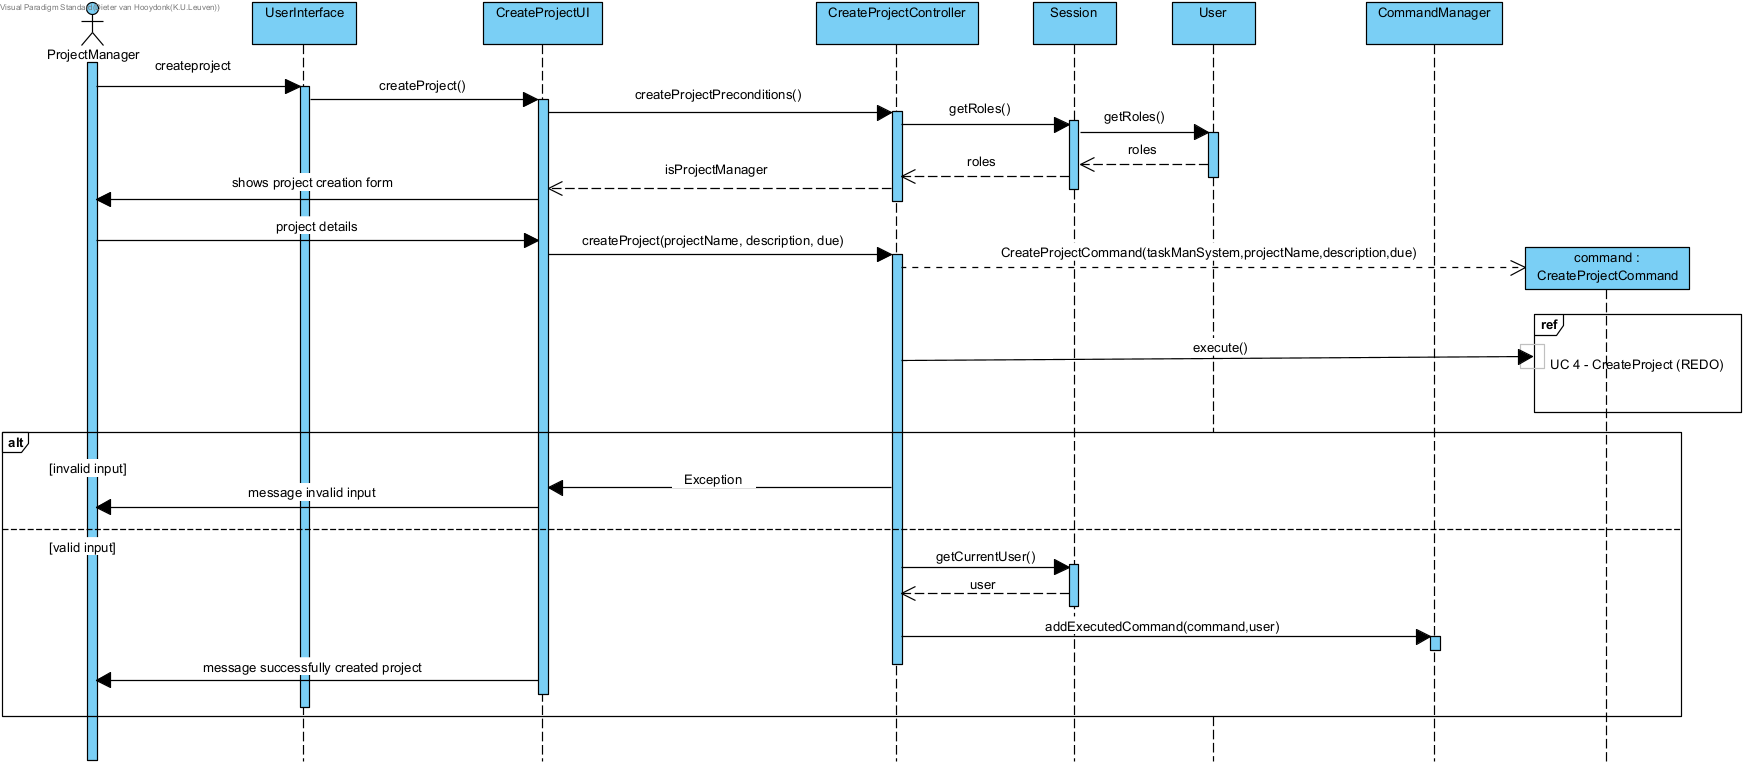 Visual Paradigm Standard(Pieter van Hooydonk(K.U.Leuven))
UserInterface
CreateProjectUI
CreateProjectController
Session
User
CommandManager
ProjectManager
createproject
createProject()
createProjectPreconditions()
getRoles()
getRoles()
roles
roles
isProjectManager
shows project creation form
project details
createProject(projectName, description, due)
CreateProjectCommand(taskManSystem,projectName,description,due)
command :
CreateProjectCommand
ref
execute()
UC 4 - CreateProject (REDO)
alt
[invalid input]
Exception
message invalid input
[valid input]
getCurrentUser()
user
addExecutedCommand(command,user)
message successfully created project